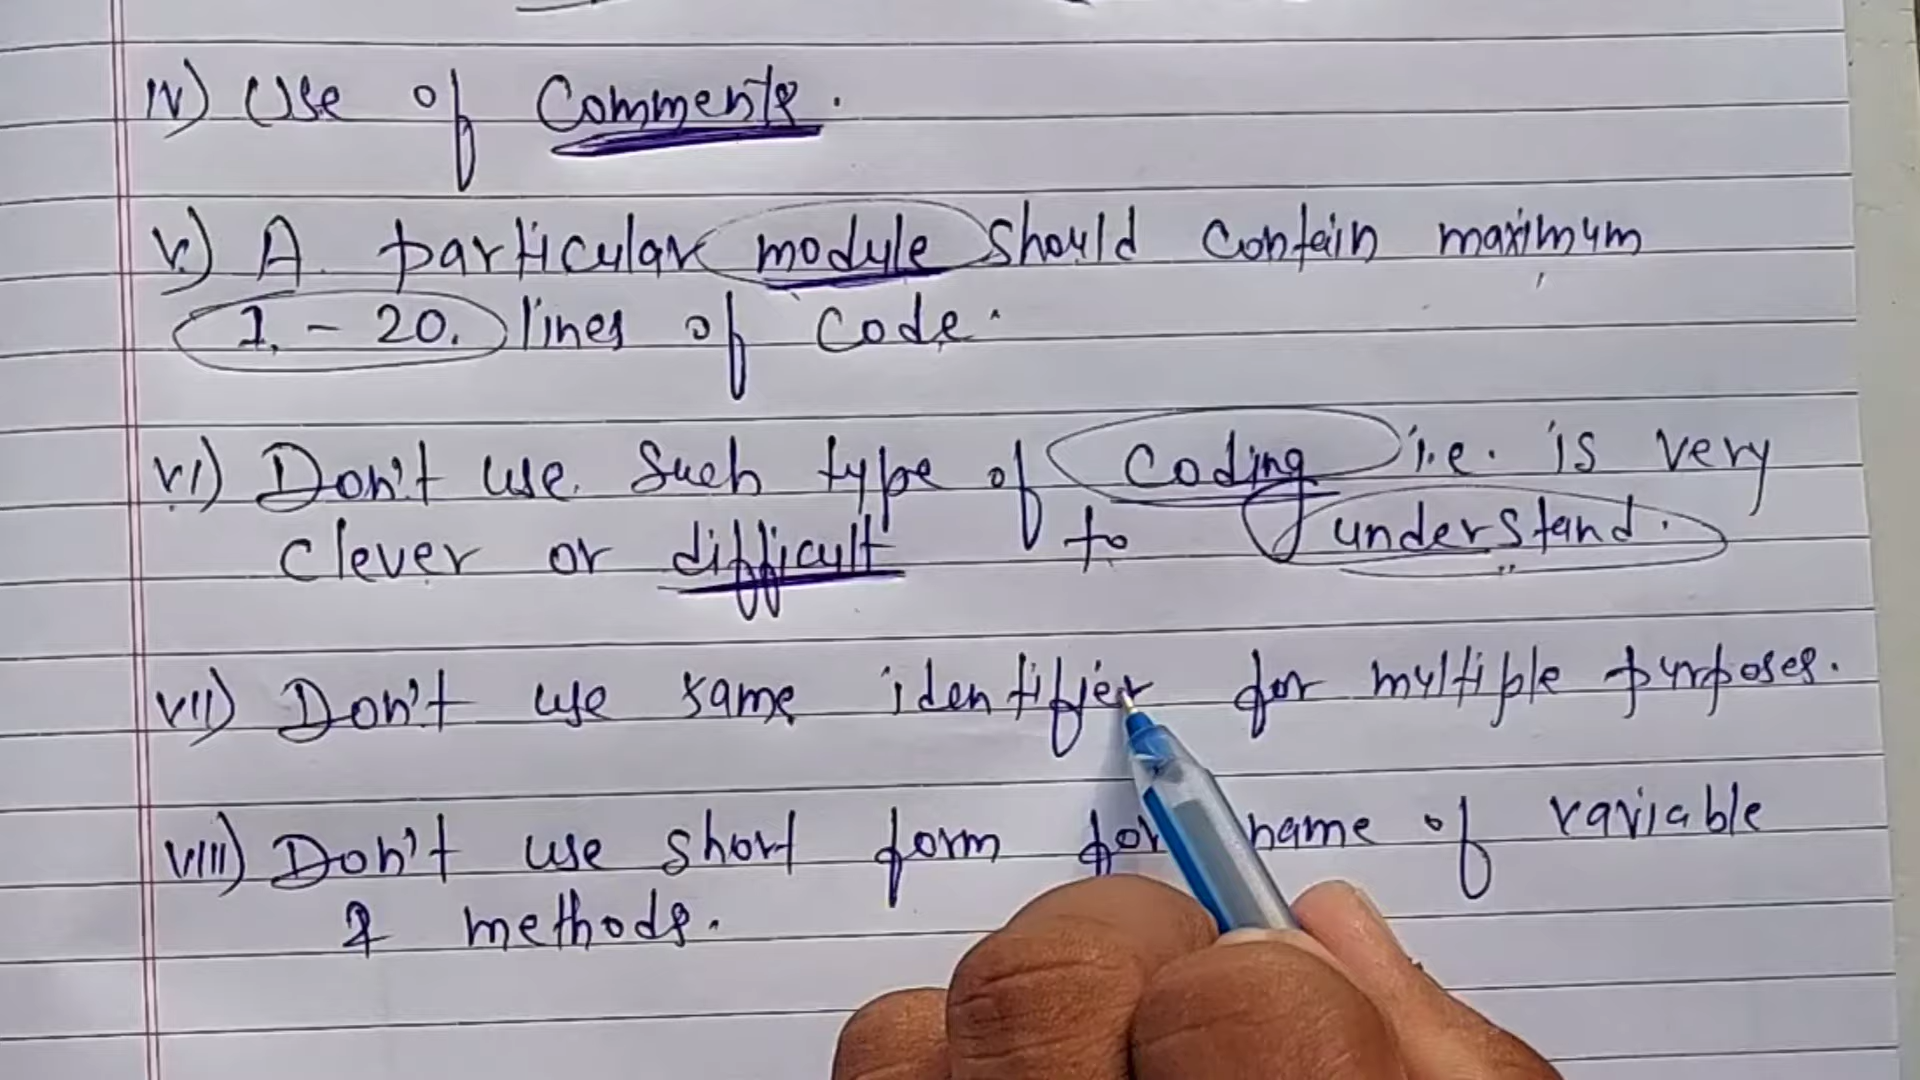 IV) Use of Comments.
V.) A particular module should contain maximum
1 - 20. lines of code.
VI) Don't use such type of coding i.e. is very
clever or difficult to understand.
VII) Don't use same identifier for multiple purposes.
VIII) Don't use short form for name of variable
& methods.